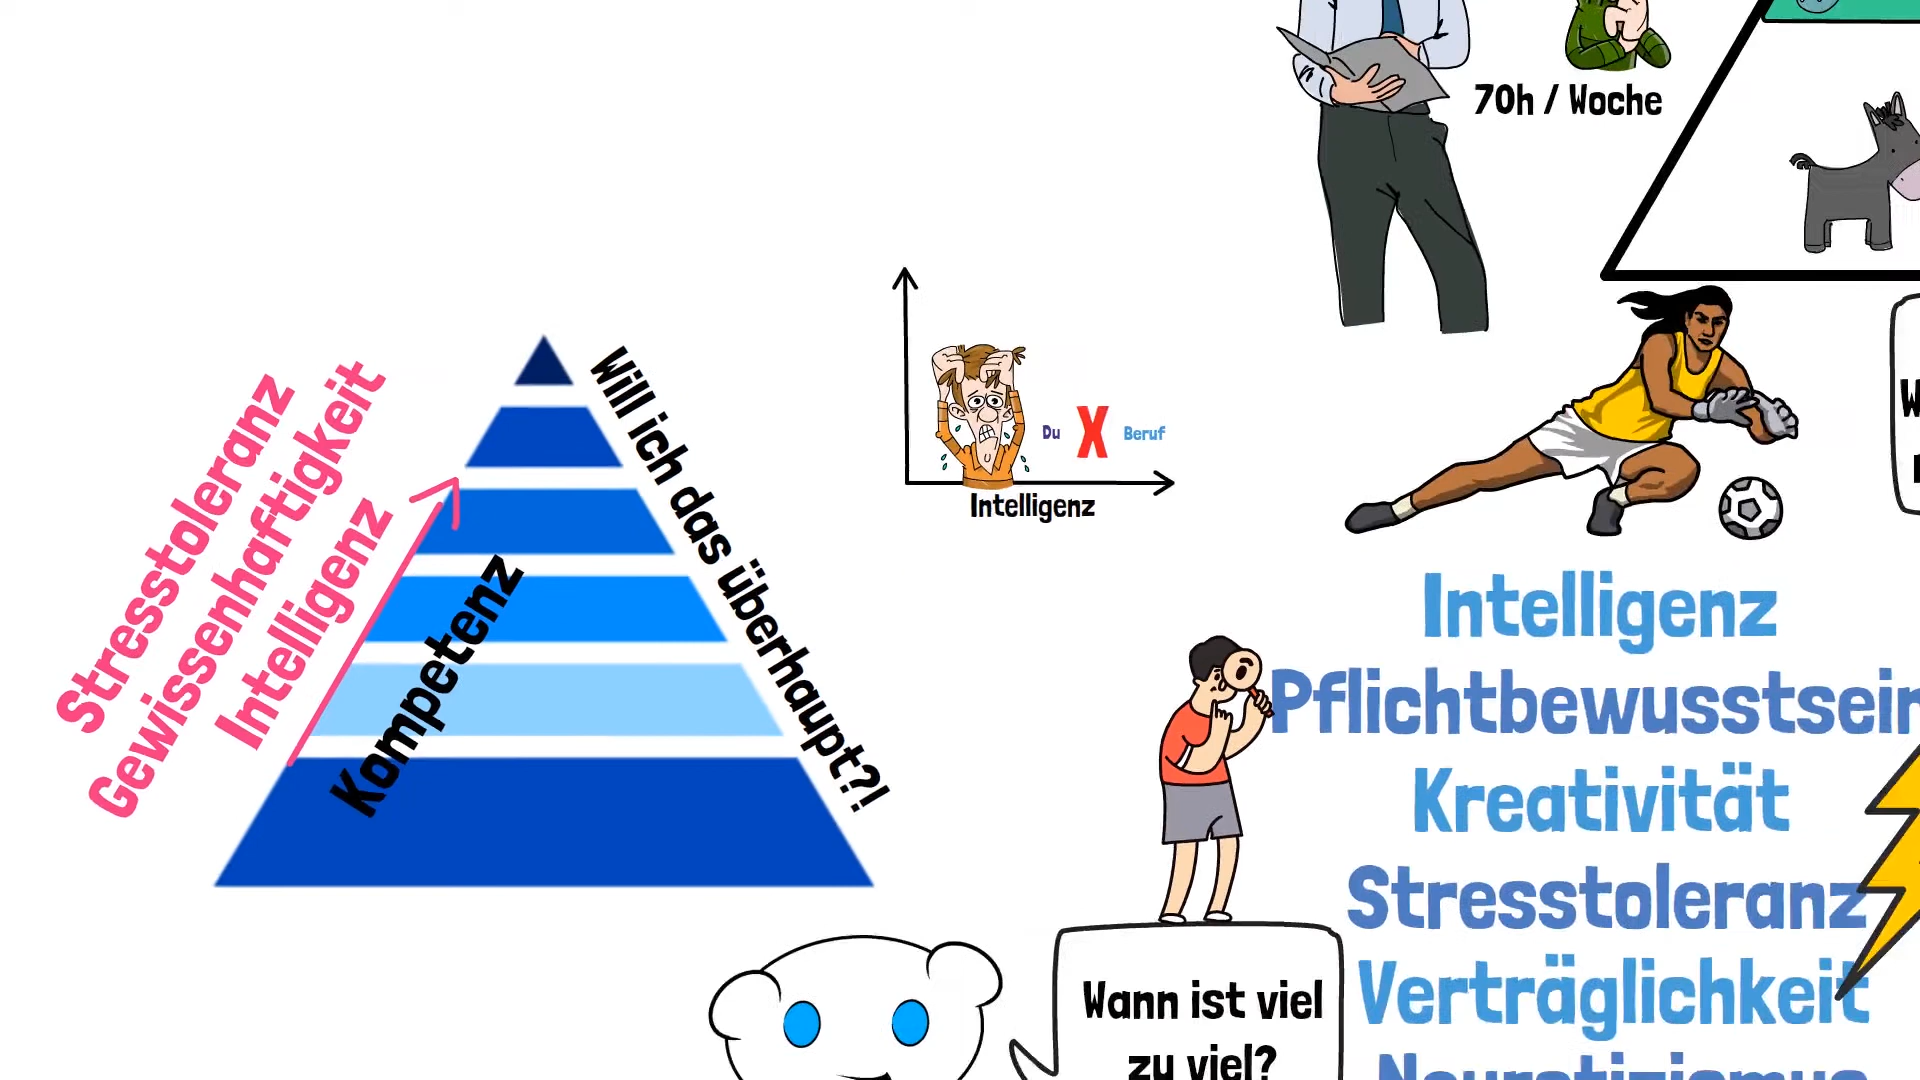 70h / Woche
Stresstoleranz
Gewissenhaftigkeit
Intelligenz
Kompetenz
Will ich das überhaupt?!
Du X Beruf
Intelligenz
Intelligenz
Pflichtbewusstsein
Kreativität
Stresstoleranz
Verträglichkeit
Neurotizismus
Wann ist viel
zu viel?